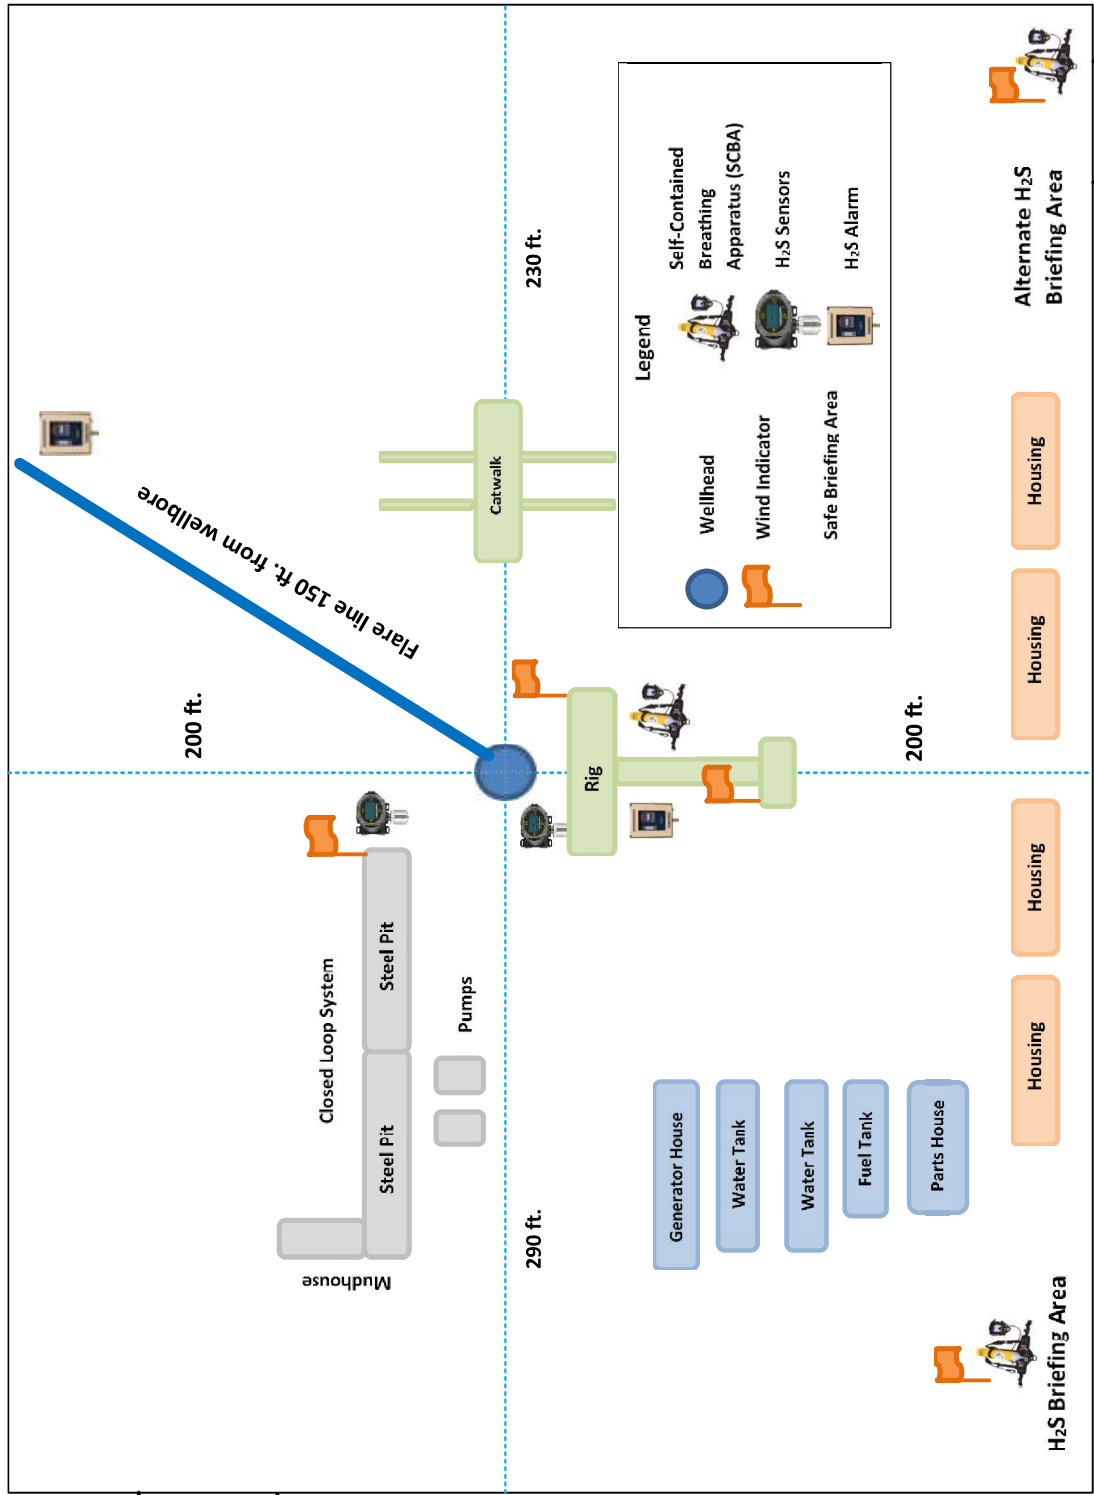 200 ft.
Flare line 150 ft. from wellbore
Closed Loop System
Mudhouse
Steel Pit
Steel Pit
Pumps
290 ft.
Catwalk
230 ft.
Rig
Legend
Wellhead
Wind Indicator
Safe Briefing Area
Self-Contained
Breathing
Apparatus (SCBA)
H₂S Sensors
H₂S Alarm
Generator House
Water Tank
Water Tank
Fuel Tank
Parts House
200 ft.
Housing
Housing
Housing
Housing
H₂S Briefing Area
Alternate H₂S
Briefing Area